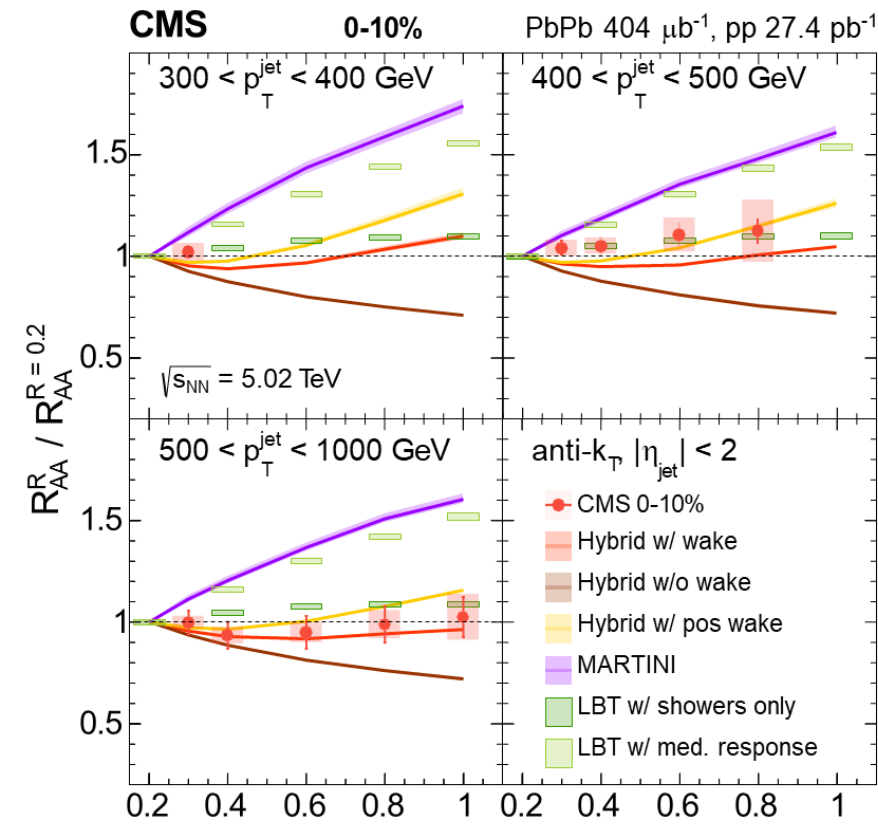 CMS 0-10% PbPb 404 μb⁻¹, pp 27.4 pb⁻¹
300 < p_T^jet < 400 GeV
400 < p_T^jet < 500 GeV
1.5
1
0.5
√s_NN = 5.02 TeV
R_AA^R / R_AA^R = 0.2
500 < p_T^jet < 1000 GeV
1.5
1
0.5
anti-k_T, |η_jet| < 2
CMS 0-10%
Hybrid w/ wake
Hybrid w/o wake
Hybrid w/ pos wake
MARTINI
LBT w/ showers only
LBT w/ med. response
0.2 0.4 0.6 0.8 1 0.2 0.4 0.6 0.8 1